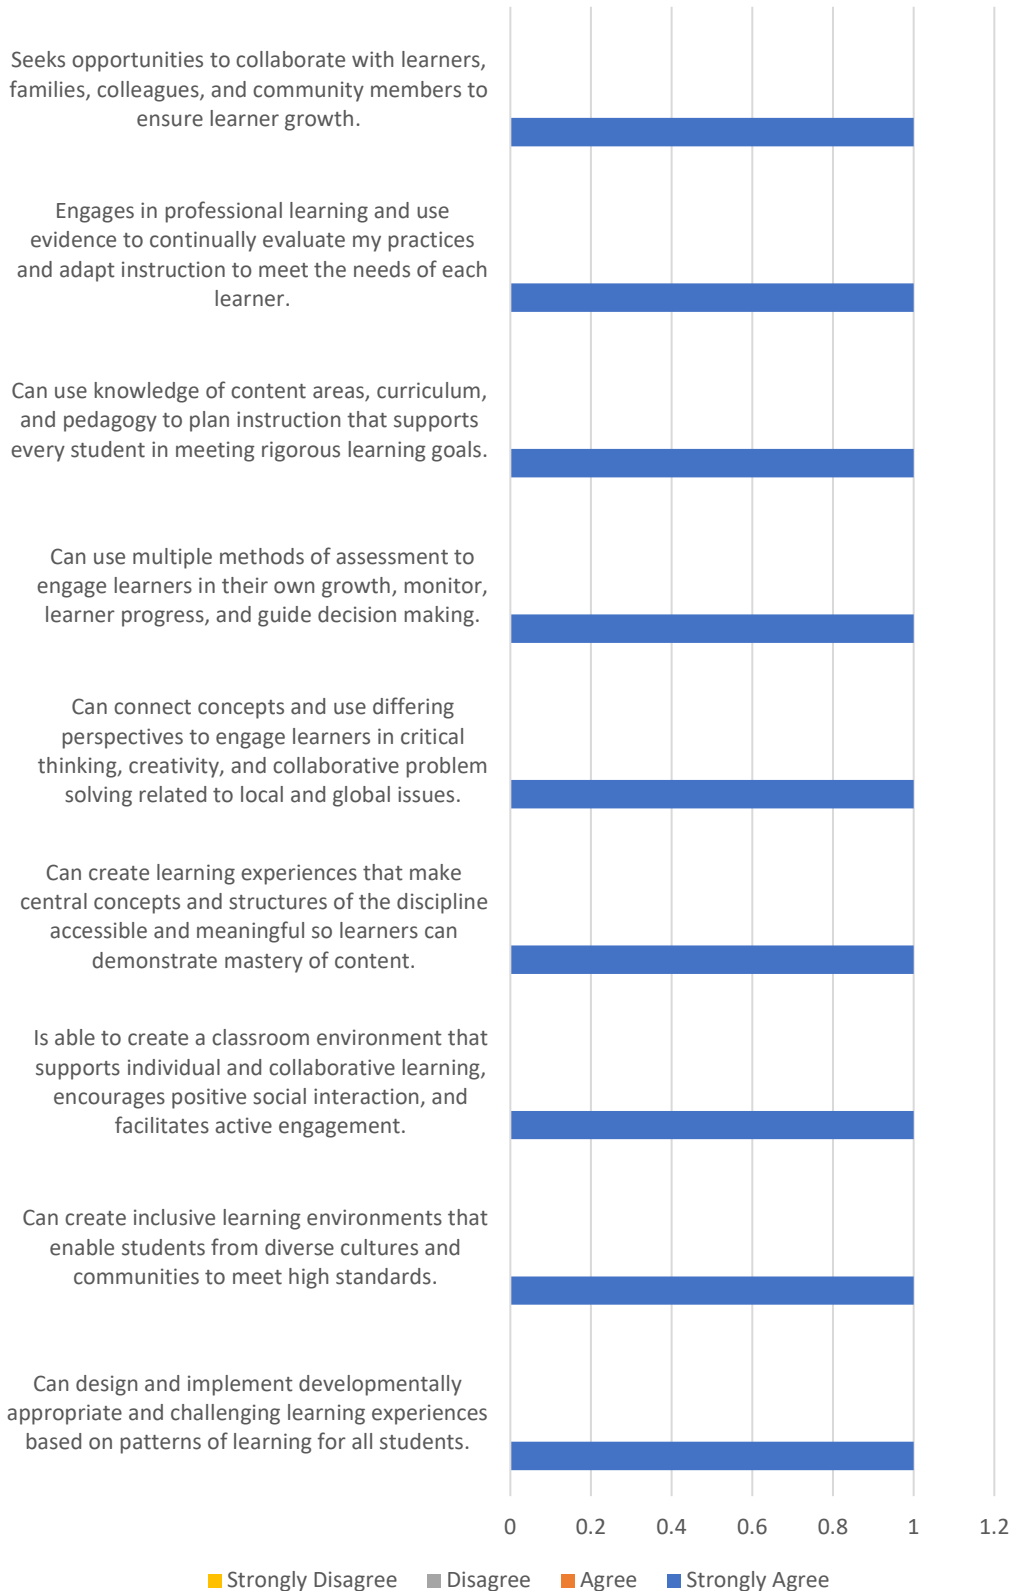 Seeks opportunities to collaborate with learners,
families, colleagues, and community members to
ensure learner growth.
Engages in professional learning and use
evidence to continually evaluate my practices
and adapt instruction to meet the needs of each
learner.
Can use knowledge of content areas, curriculum,
and pedagogy to plan instruction that supports
every student in meeting rigorous learning goals.
Can use multiple methods of assessment to
engage learners in their own growth, monitor,
learner progress, and guide decision making.
Can connect concepts and use differing
perspectives to engage learners in critical
thinking, creativity, and collaborative problem
solving related to local and global issues.
Can create learning experiences that make
central concepts and structures of the discipline
accessible and meaningful so learners can
demonstrate mastery of content.
Is able to create a classroom environment that
supports individual and collaborative learning,
encourages positive social interaction, and
facilitates active engagement.
Can create inclusive learning environments that
enable students from diverse cultures and
communities to meet high standards.
Can design and implement developmentally
appropriate and challenging learning experiences
based on patterns of learning for all students.
0 0.2 0.4 0.6 0.8 1 1.2
Strongly Disagree Disagree Agree Strongly Agree